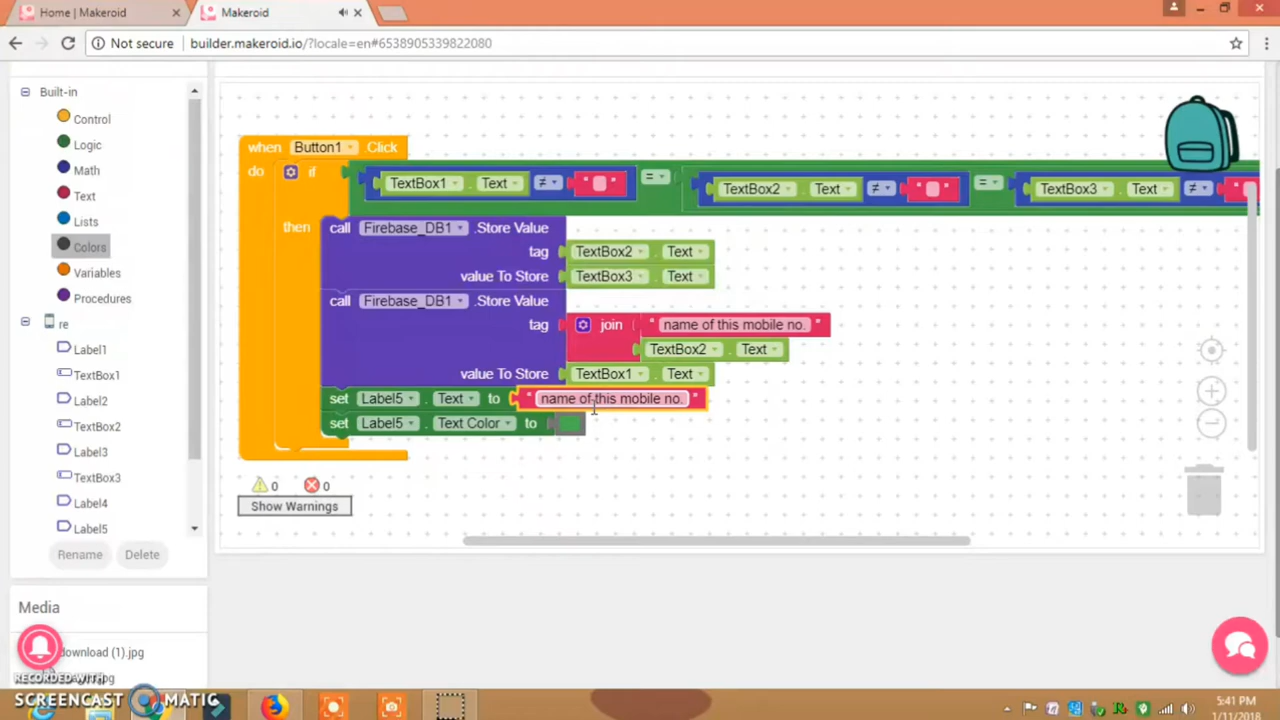 Home | Makeroid
Makeroid
Not secure
builder.makeroid.io/?locale=en#6538905339822080
Built-in
Control
Logic
Math
Text
Lists
Colors
Variables
Procedures
re
Label1
TextBox1
Label2
TextBox2
Label3
TextBox3
Label4
Label5
Rename
Delete
Media
download (1).jpg
when Button1 Click
do if TextBox1 . Text ≠ " " = TextBox2 . Text ≠ " " = TextBox3 . Text ≠ "
then call Firebase_DB1 .Store Value
tag TextBox2 . Text
value To Store TextBox3 . Text
call Firebase_DB1 .Store Value
tag join " name of this mobile no. "
TextBox2 . Text
value To Store TextBox1 . Text
set Label5 . Text to " name of this mobile no. "
set Label5 . Text Color to
0 0
Show Warnings
RECORDED WITH
SCREENCAST MATIC
5:41 PM
1/11/2018